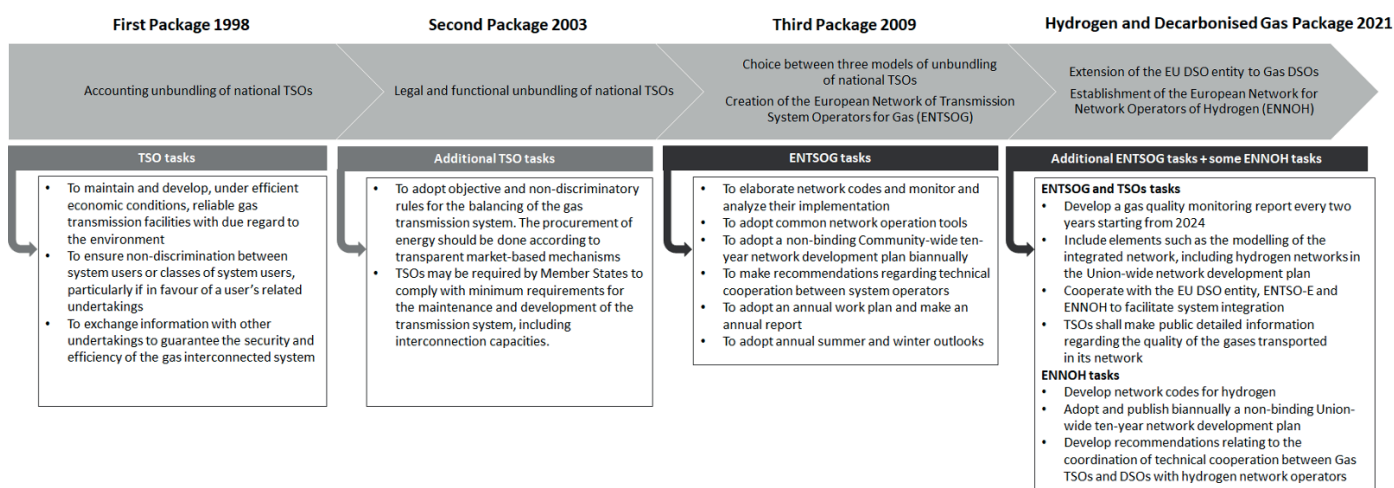 First Package 1998
Second Package 2003
Third Package 2009
Hydrogen and Decarbonised Gas Package 2021
Accounting unbundling of national TSOs
Legal and functional unbundling of national TSOs
Choice between three models of unbundling
of national TSOs
Creation of the European Network of Transmission
System Operators for Gas (ENTSOG)
Extension of the EU DSO entity to Gas DSOs
Establishment of the European Network for
Network Operators of Hydrogen (ENNOH)
TSO tasks
• To maintain and develop, under efficient
economic conditions, reliable gas
transmission facilities with due regard to
the environment
• To ensure non-discrimination between
system users or classes of system users,
particularly if in favour of a user's related
undertakings
• To exchange information with other
undertakings to guarantee the security and
efficiency of the gas interconnected system
Additional TSO tasks
• To adopt objective and non-discriminatory
rules for the balancing of the gas
transmission system. The procurement of
energy should be done according to
transparent market-based mechanisms
• TSOs may be required by Member States to
comply with minimum requirements for
the maintenance and development of the
transmission system, including
interconnection capacities.
ENTSOG tasks
• To elaborate network codes and monitor and
analyze their implementation
• To adopt common network operation tools
• To adopt a non-binding Community-wide ten-
year network development plan biannually
• To make recommendations regarding technical
cooperation between system operators
• To adopt an annual work plan and make an
annual report
• To adopt annual summer and winter outlooks
Additional ENTSOG tasks + some ENNOH tasks
ENTSOG and TSOs tasks
• Develop a gas quality monitoring report every two
years starting from 2024
• Include elements such as the modelling of the
integrated network, including hydrogen networks in
the Union-wide network development plan
• Cooperate with the EU DSO entity, ENTSO-E and
ENNOH to facilitate system integration
• TSOs shall make public detailed information
regarding the quality of the gases transported
in its network
ENNOH tasks
• Develop network codes for hydrogen
• Adopt and publish biannually a non-binding Union-
wide ten-year network development plan
• Develop recommendations relating to the
coordination of technical cooperation between Gas
TSOs and DSOs with hydrogen network operators